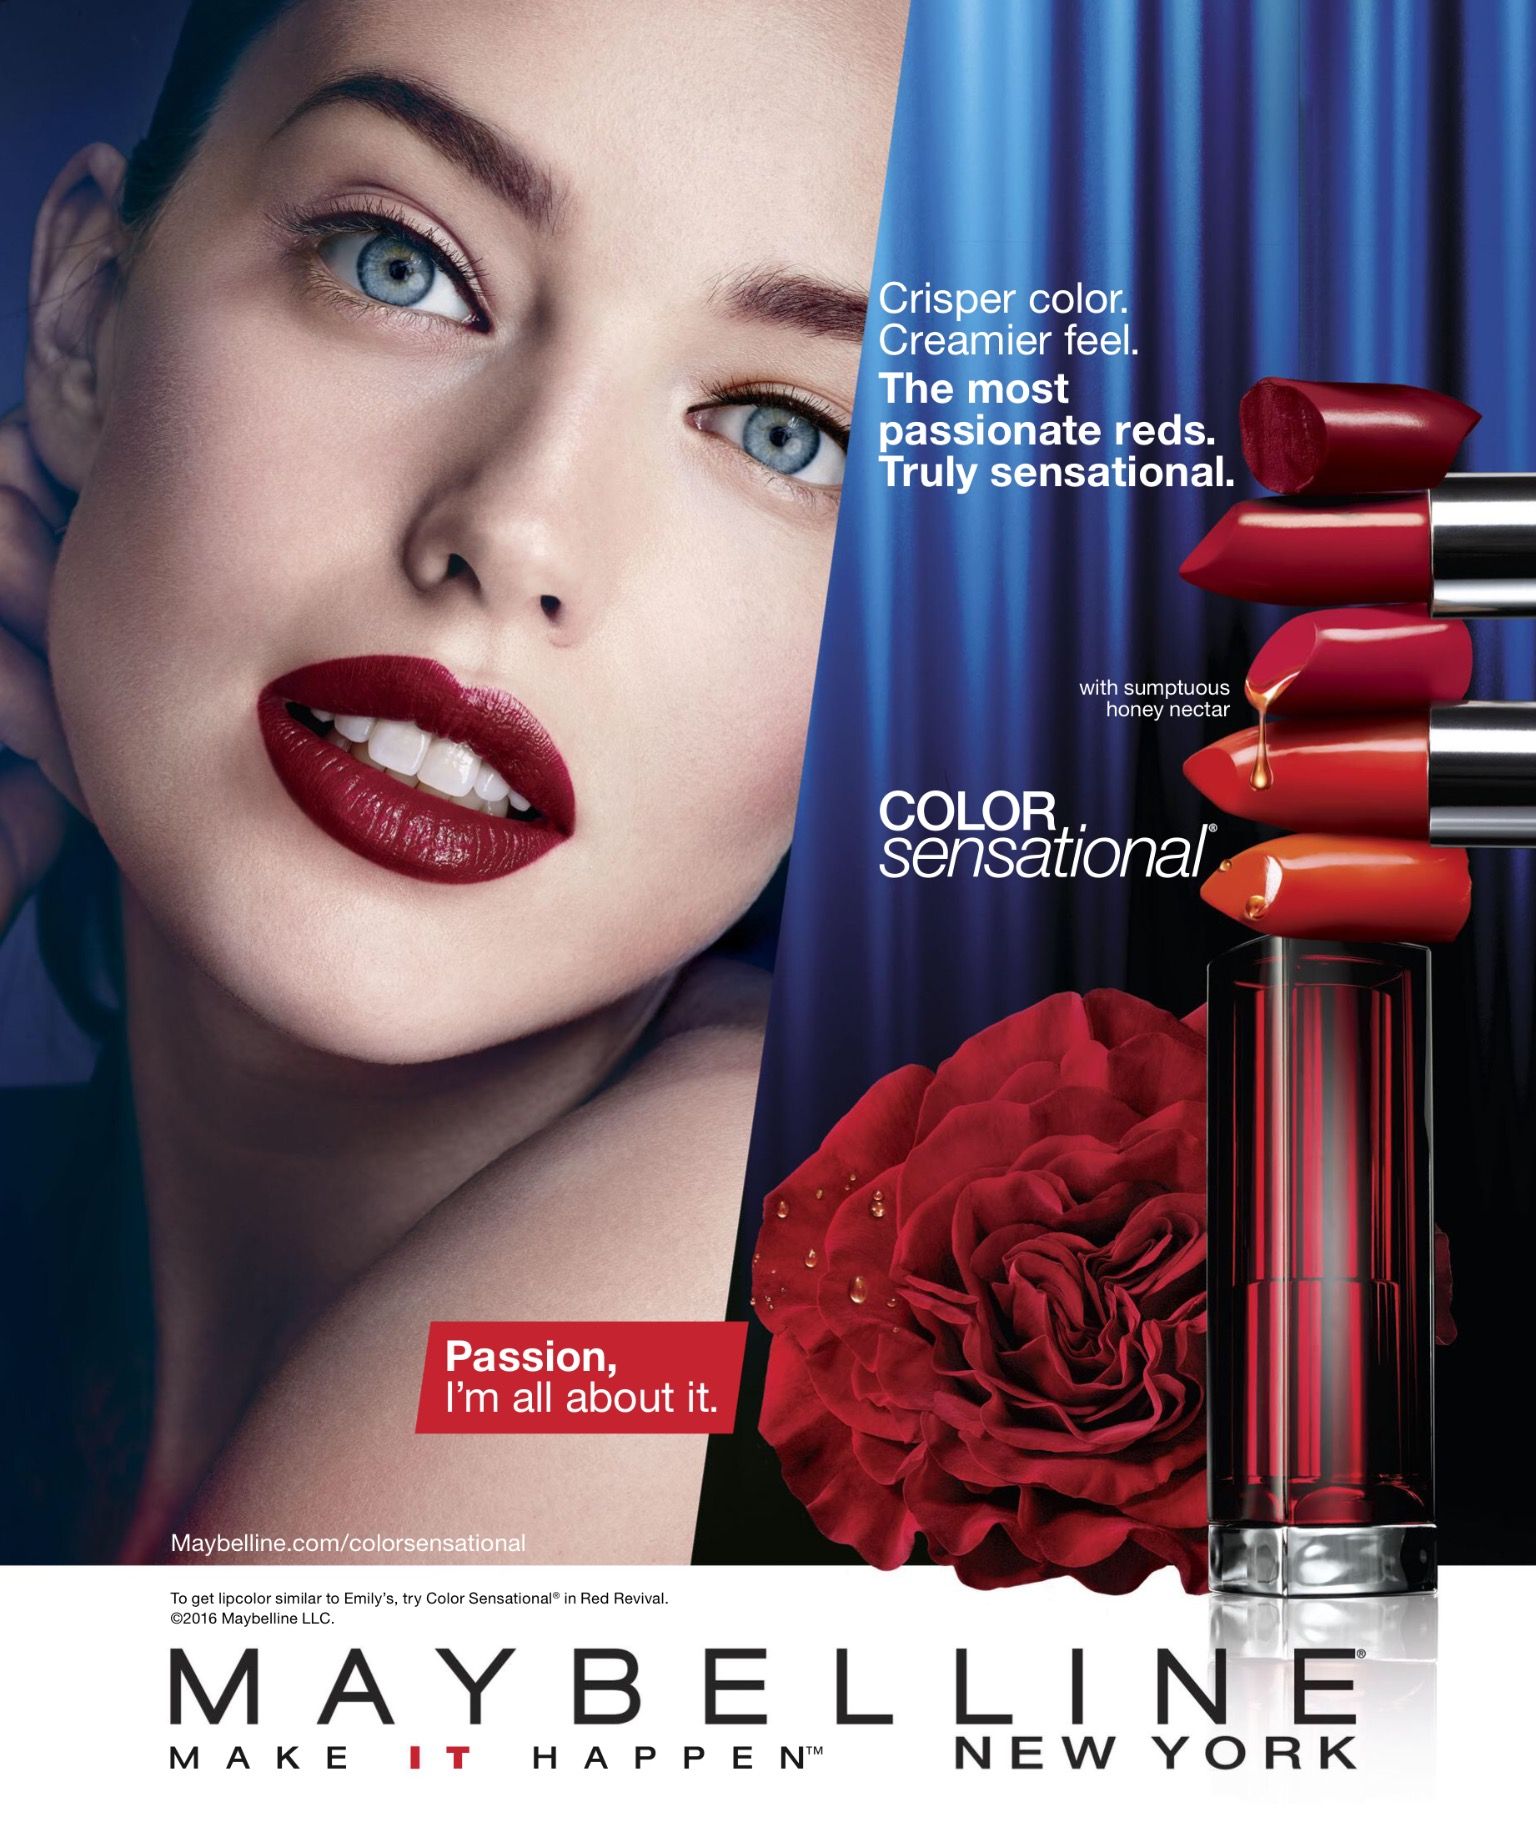 Crisper color.
Creamier feel.
The most
passionate reds.
Truly sensational.
with sumptuous
honey nectar
COLOR
sensational®
Passion,
I'm all about it.
Maybelline.com/colorsensational
To get lipcolor similar to Emily's, try Color Sensational® in Red Revival.
©2016 Maybelline LLC.
MAYBELLINE®
MAKE IT HAPPEN™ NEW YORK